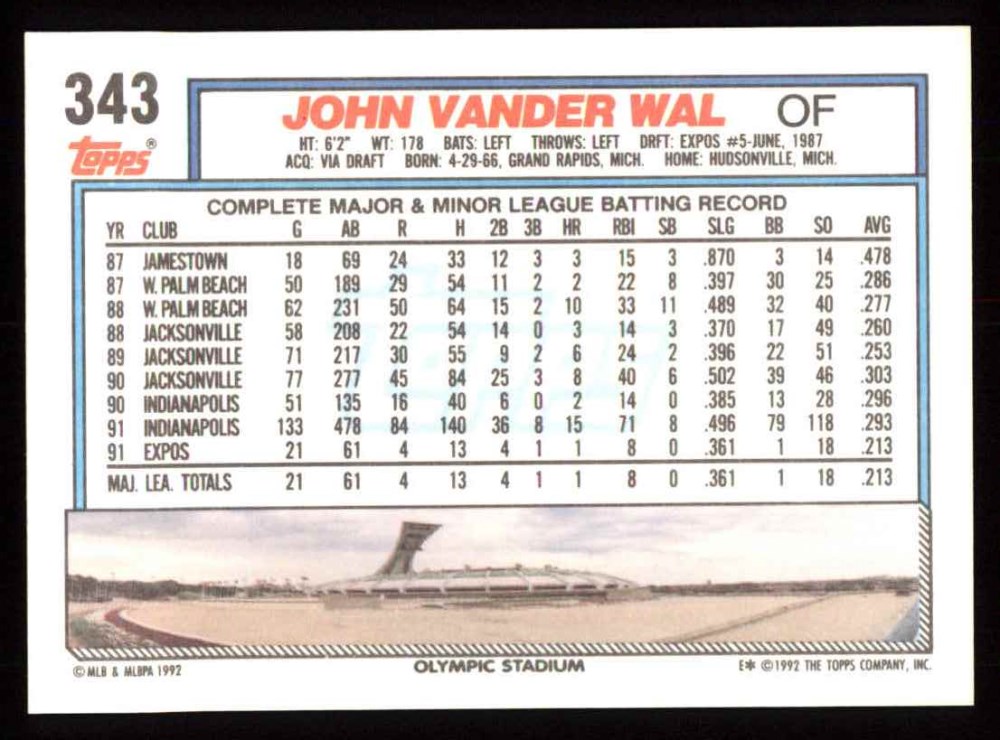 343
JOHN VANDER WAL OF
topps®
HT: 6'2" WT: 178 BATS: LEFT THROWS: LEFT DRFT: EXPOS #5-JUNE, 1987
ACQ: VIA DRAFT BORN: 4-29-66, GRAND RAPIDS, MICH. HOME: HUDSONVILLE, MICH.
COMPLETE MAJOR & MINOR LEAGUE BATTING RECORD
YR CLUB G AB R H 2B 3B HR RBI SB SLG BB SO AVG
87 JAMESTOWN 18 69 24 33 12 3 3 15 3 .870 3 14 .478
87 W. PALM BEACH 50 189 29 54 11 2 2 22 8 .397 30 25 .286
88 W. PALM BEACH 62 231 50 64 15 2 10 33 11 .489 32 40 .277
88 JACKSONVILLE 58 208 22 54 14 0 3 14 3 .370 17 49 .260
89 JACKSONVILLE 71 217 30 55 9 2 6 24 2 .396 22 51 .253
90 JACKSONVILLE 77 277 45 84 25 3 8 40 6 .502 39 46 .303
90 INDIANAPOLIS 51 135 16 40 6 0 2 14 0 .385 13 28 .296
91 INDIANAPOLIS 133 478 84 140 36 8 15 71 8 .496 79 118 .293
91 EXPOS 21 61 4 13 4 1 1 8 0 .361 1 18 .213
MAJ. LEA. TOTALS 21 61 4 13 4 1 1 8 0 .361 1 18 .213
© MLB & MLBPA 1992 OLYMPIC STADIUM E* ©1992 THE TOPPS COMPANY, INC.